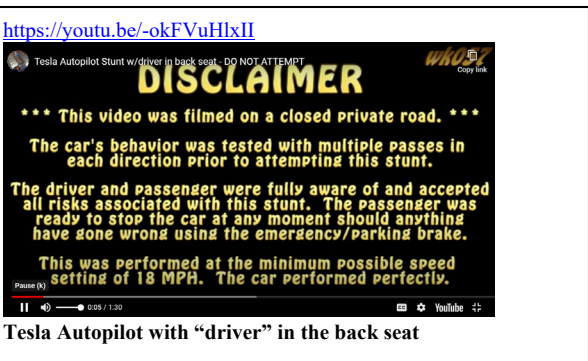 https://youtu.be/-okFVuHlxII
Tesla Autopilot Stunt w/driver in back seat - DO NOT ATTEMPT
wk057
Copy link
DISCLAIMER
*** This video was filmed on a closed private road. ***
The car's behavior was tested with multiple passes in
each direction prior to attempting this stunt.
The driver and passenger were fully aware of and accepted
all risks associated with this stunt. The passenger was
ready to stop the car at any moment should anything
have gone wrong using the emergency/parking brake.
This was performed at the minimum possible speed
setting of 18 MPH. The car performed perfectly.
Pause (k)
0:05 / 1:30
CC
YouTube
Tesla Autopilot with “driver” in the back seat